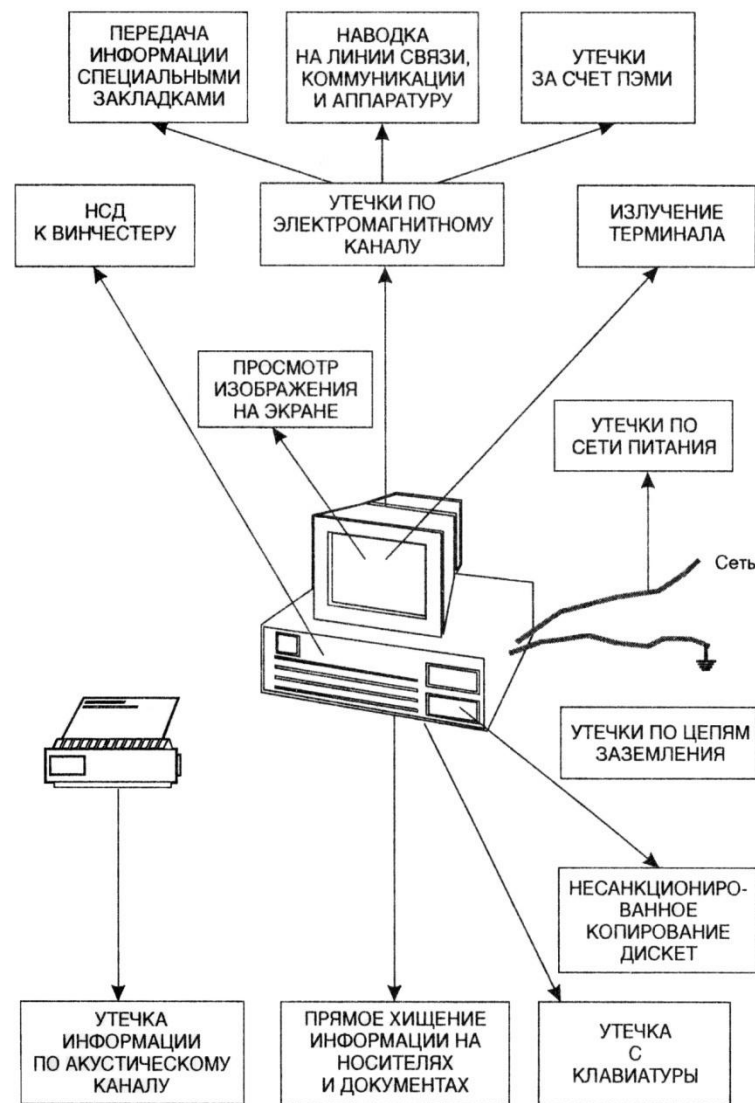 ПЕРЕДАЧА
ИНФОРМАЦИИ
СПЕЦИАЛЬНЫМИ
ЗАКЛАДКАМИ
НАВОДКА
НА ЛИНИИ СВЯЗИ,
КОММУНИКАЦИИ
И АППАРАТУРУ
УТЕЧКИ
ЗА СЧЕТ ПЭМИ
НСД
К ВИНЧЕСТЕРУ
УТЕЧКИ ПО
ЭЛЕКТРОМАГНИТНОМУ
КАНАЛУ
ИЗЛУЧЕНИЕ
ТЕРМИНАЛА
ПРОСМОТР
ИЗОБРАЖЕНИЯ
НА ЭКРАНЕ
УТЕЧКИ ПО
СЕТИ ПИТАНИЯ
Сеть
УТЕЧКИ ПО ЦЕПЯМ
ЗАЗЕМЛЕНИЯ
НЕСАНКЦИОНИРО-
ВАННОЕ
КОПИРОВАНИЕ
ДИСКЕТ
УТЕЧКА
ИНФОРМАЦИИ
ПО АКУСТИЧЕСКОМУ
КАНАЛУ
ПРЯМОЕ ХИЩЕНИЕ
ИНФОРМАЦИИ НА
НОСИТЕЛЯХ
И ДОКУМЕНТАХ
УТЕЧКА
С
КЛАВИАТУРЫ